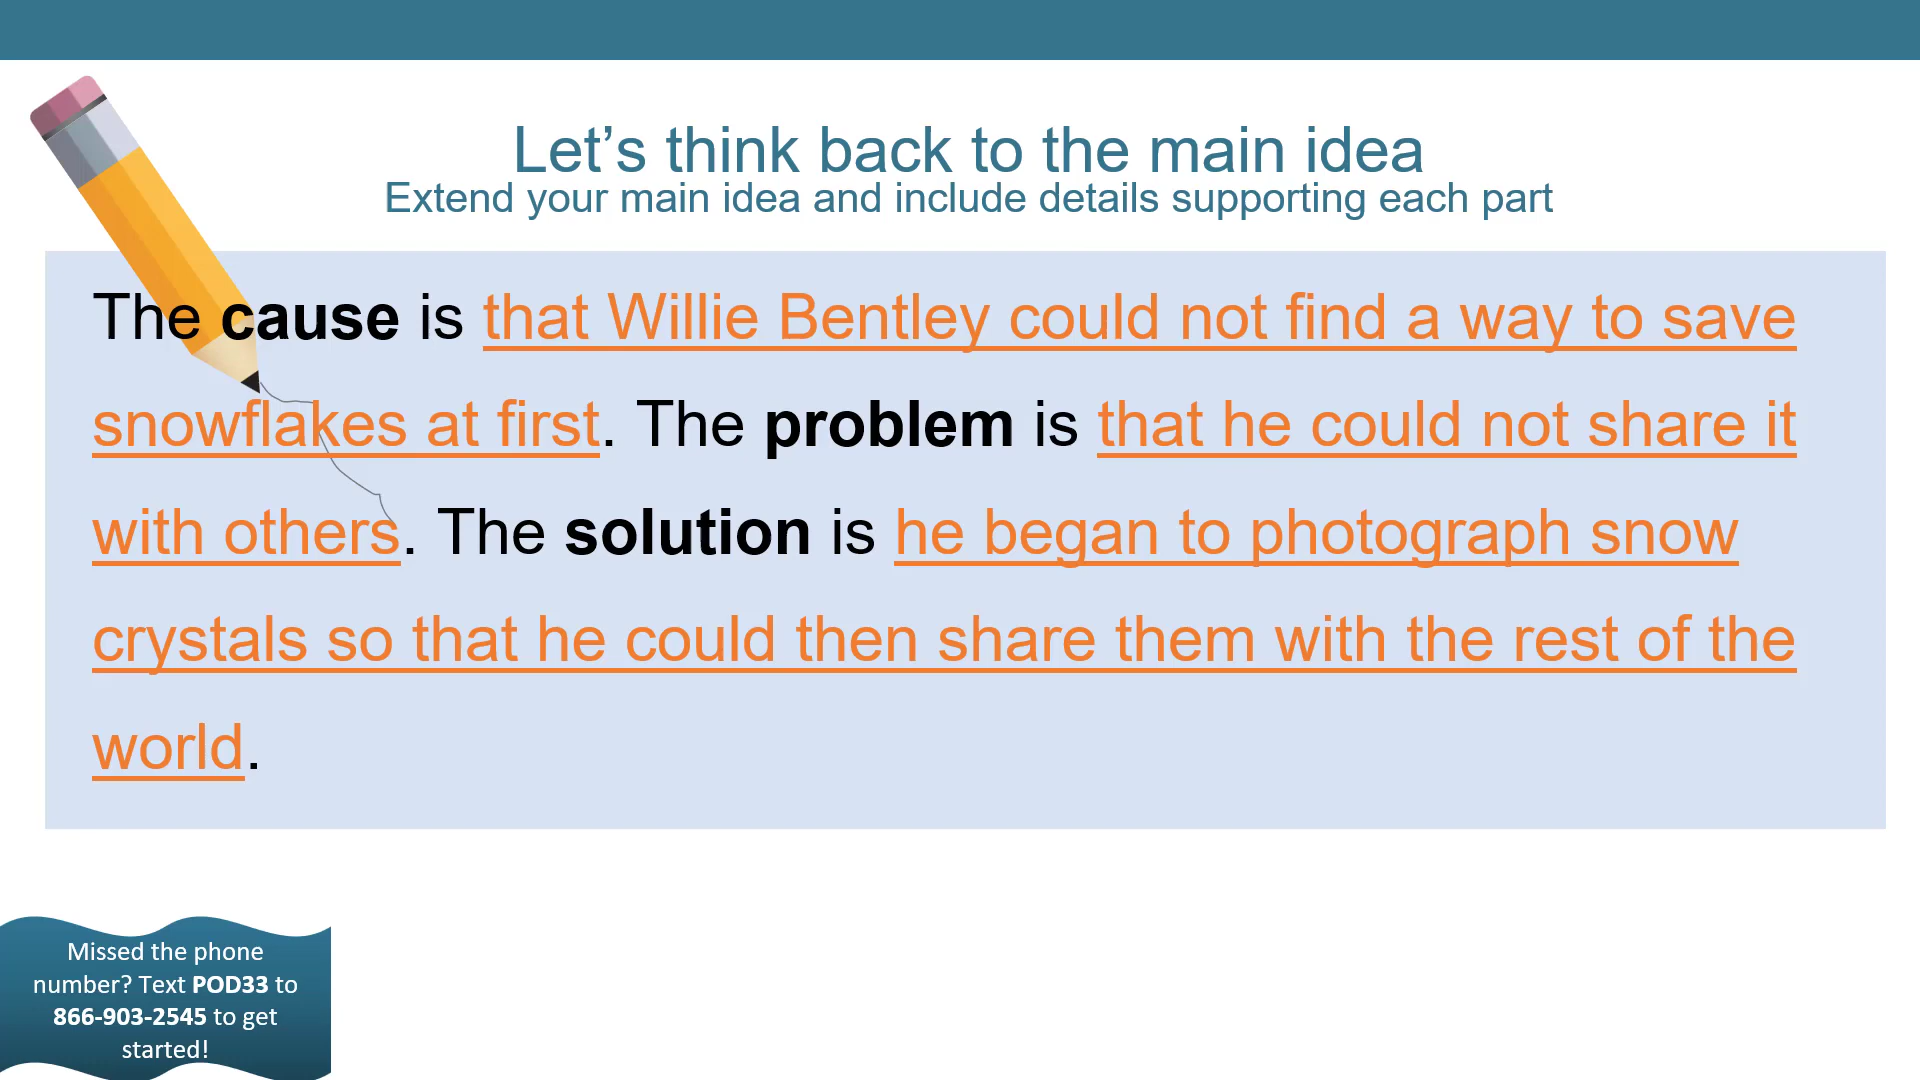 Let’s think back to the main idea
Extend your main idea and include details supporting each part
The cause is that Willie Bentley could not find a way to save
snowflakes at first. The problem is that he could not share it
with others. The solution is he began to photograph snow
crystals so that he could then share them with the rest of the
world.
Missed the phone
number? Text POD33 to
866-903-2545 to get
started!